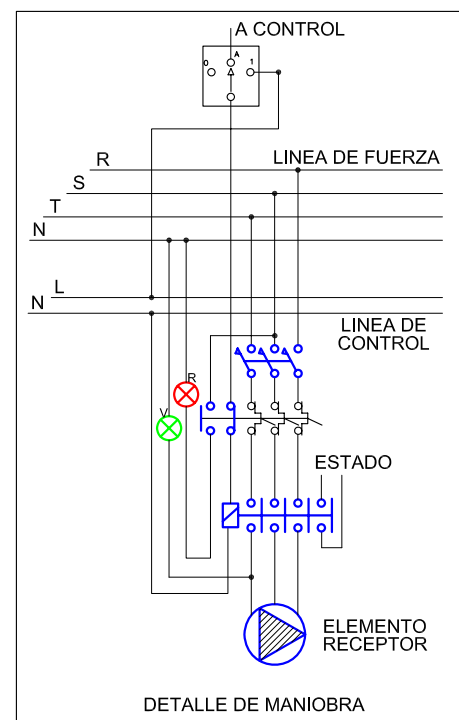 A CONTROL
A
0
1
R
LINEA DE FUERZA
S
T
N
L
N
LINEA DE
CONTROL
R
V
ESTADO
ELEMENTO
RECEPTOR
DETALLE DE MANIOBRA